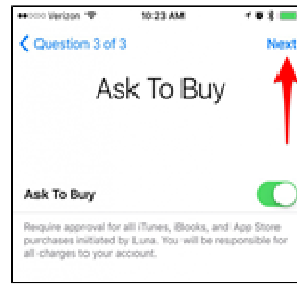 Verizon 10:23 AM
Question 3 of 3 Next
Ask To Buy
Ask To Buy
Require approval for all iTunes, iBooks, and App Store
purchases initiated by Luna. You will be responsible for
all charges to your account.